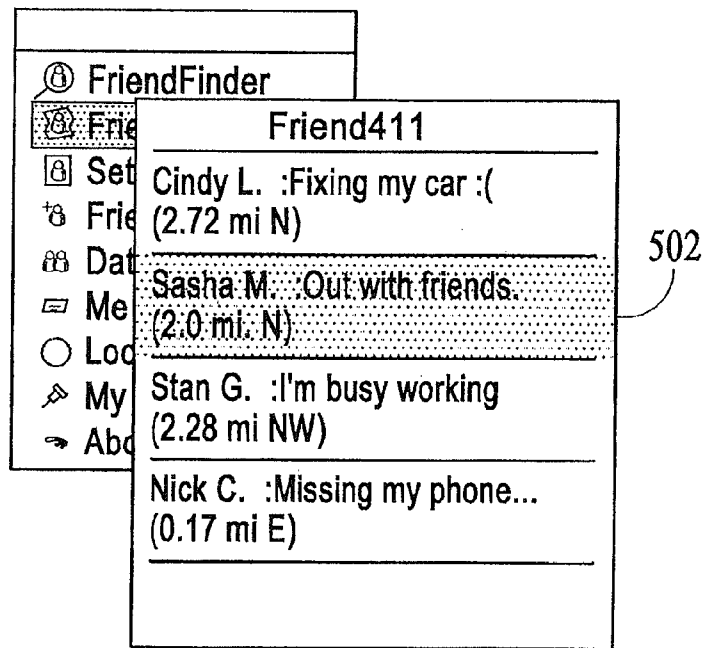 FriendFinder
Frie
Set
Frie
Dat
Me
Loc
My
Abo
Friend411
Cindy L. :Fixing my car :(
(2.72 mi N)
Sasha M. :Out with friends.
(2.0 mi. N)
Stan G. :I'm busy working
(2.28 mi NW)
Nick C. :Missing my phone...
(0.17 mi E)
502